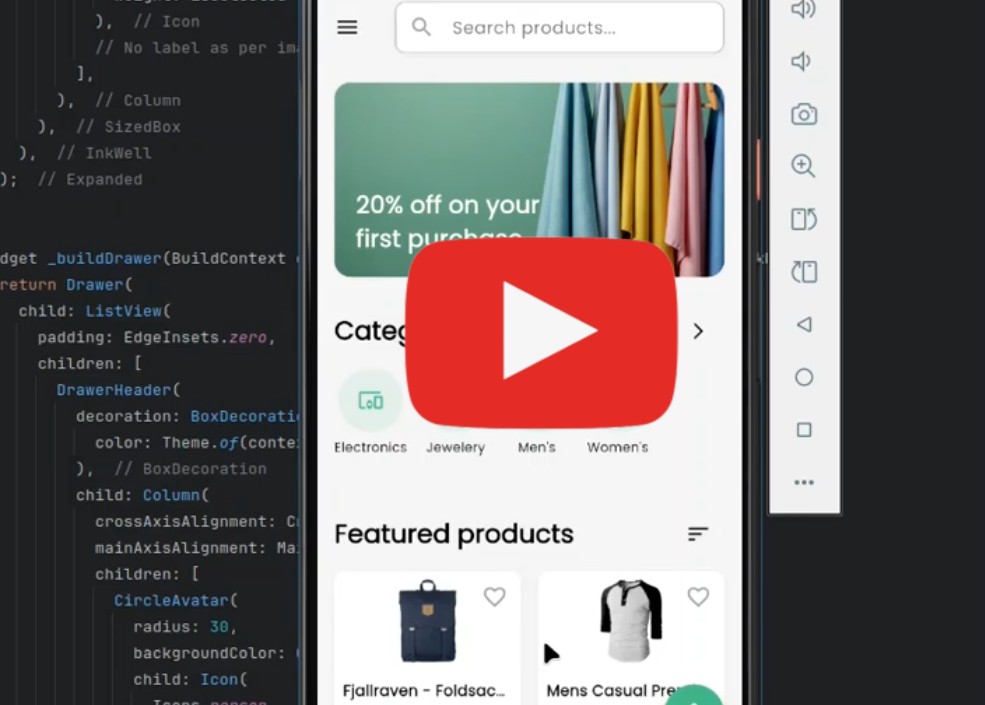 ), // Icon
// No label as per im
],
), // Column
), // SizedBox
), // InkWell
); // Expanded
dget _buildDrawer(BuildContext
return Drawer(
child: ListView(
padding: EdgeInsets.zero,
children: [
DrawerHeader(
decoration: BoxDecoratio
color: Theme.of(conte
), // BoxDecoration
child: Column(
crossAxisAlignment: C
mainAxisAlignment: Ma
children: [
CircleAvatar(
radius: 30,
backgroundColor:
child: Icon(
Search products...
20% off on your
first purchase
Categ
Electronics Jewelery Men's Women's
Featured products
Fjallraven - Foldsac... Mens Casual Pre